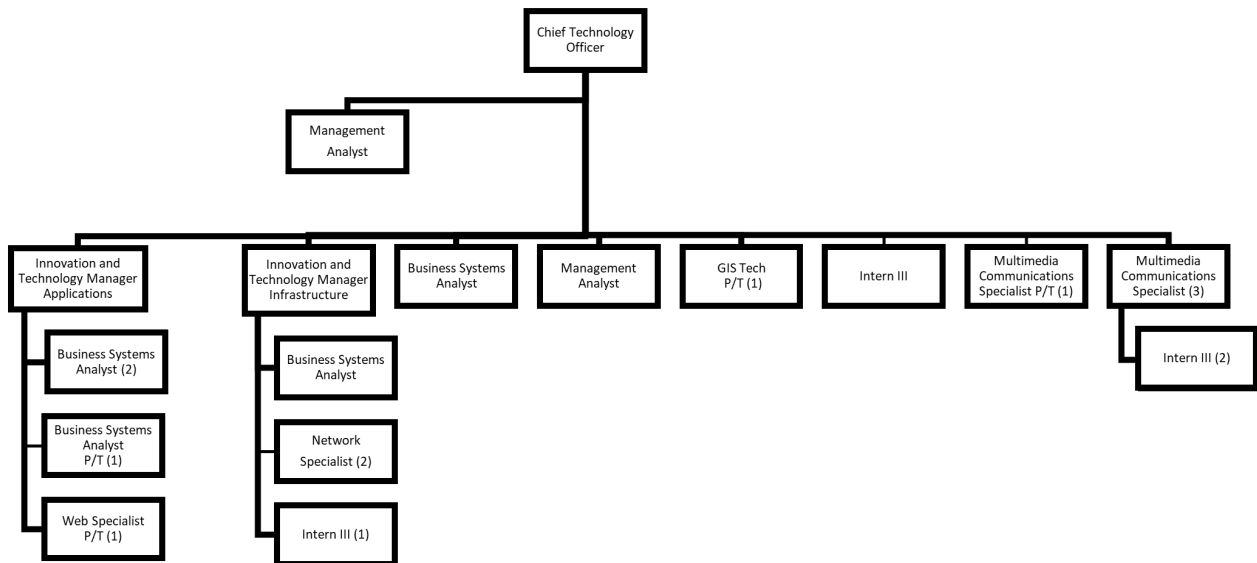 Chief Technology
Officer
Management
Analyst
Innovation and
Technology Manager
Applications
Innovation and
Technology Manager
Infrastructure
Business Systems
Analyst
Management
Analyst
GIS Tech
P/T (1)
Intern III
Multimedia
Communications
Specialist P/T (1)
Multimedia
Communications
Specialist (3)
Business Systems
Analyst (2)
Business Systems
Analyst
P/T (1)
Web Specialist
P/T (1)
Business Systems
Analyst
Network
Specialist (2)
Intern III (1)
Intern III (2)